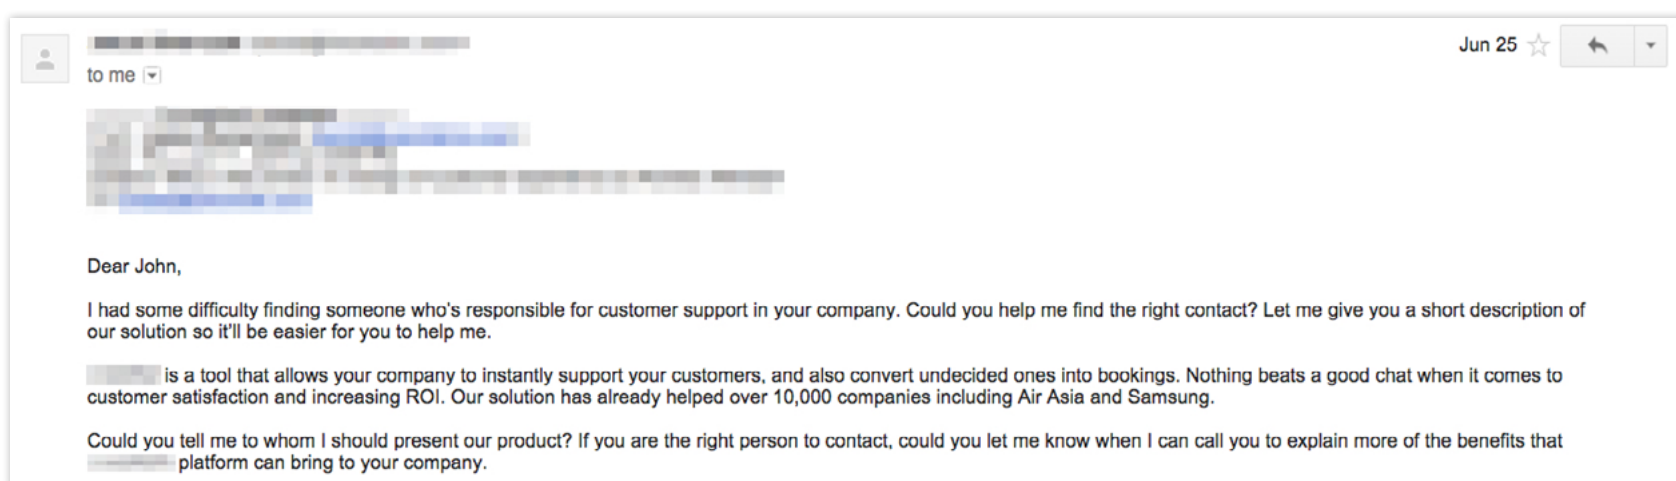 Jun 25
to me
Dear John,
I had some difficulty finding someone who's responsible for customer support in your company. Could you help me find the right contact? Let me give you a short description of
our solution so it'll be easier for you to help me.
is a tool that allows your company to instantly support your customers, and also convert undecided ones into bookings. Nothing beats a good chat when it comes to
customer satisfaction and increasing ROI. Our solution has already helped over 10,000 companies including Air Asia and Samsung.
Could you tell me to whom I should present our product? If you are the right person to contact, could you let me know when I can call you to explain more of the benefits that
platform can bring to your company.